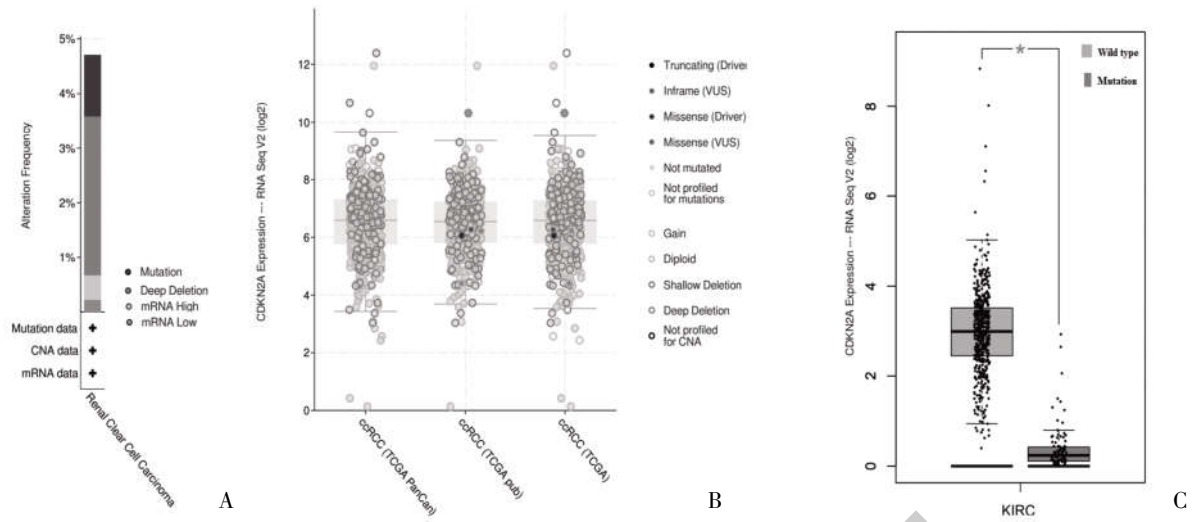 5%
4%
3%
2%
1%
Alteration Frequency
Mutation
Deep Deletion
mRNA High
mRNA Low
Mutation data
CNA data
mRNA data
Renal Clear Cell Carcinoma
A
CDKN2A Expression --- RNA Seq V2 (log2)
12
10
8
6
4
2
0
ccRCC (TCGA PanCan)
ccRCC (TCGA pub)
ccRCC (TCGA)
Truncating (Drive
Inframe (VUS)
Missense (Driver)
Missense (VUS)
Not mutated
Not profiled
for mutations
Gain
Diploid
Shallow Deletion
Deep Deletion
Not profiled
for CNA
B
CDKN2A Expression --- RNA Seq V2 (log2)
8
6
4
2
0
*
Wild type
Mutation
KIRC
C